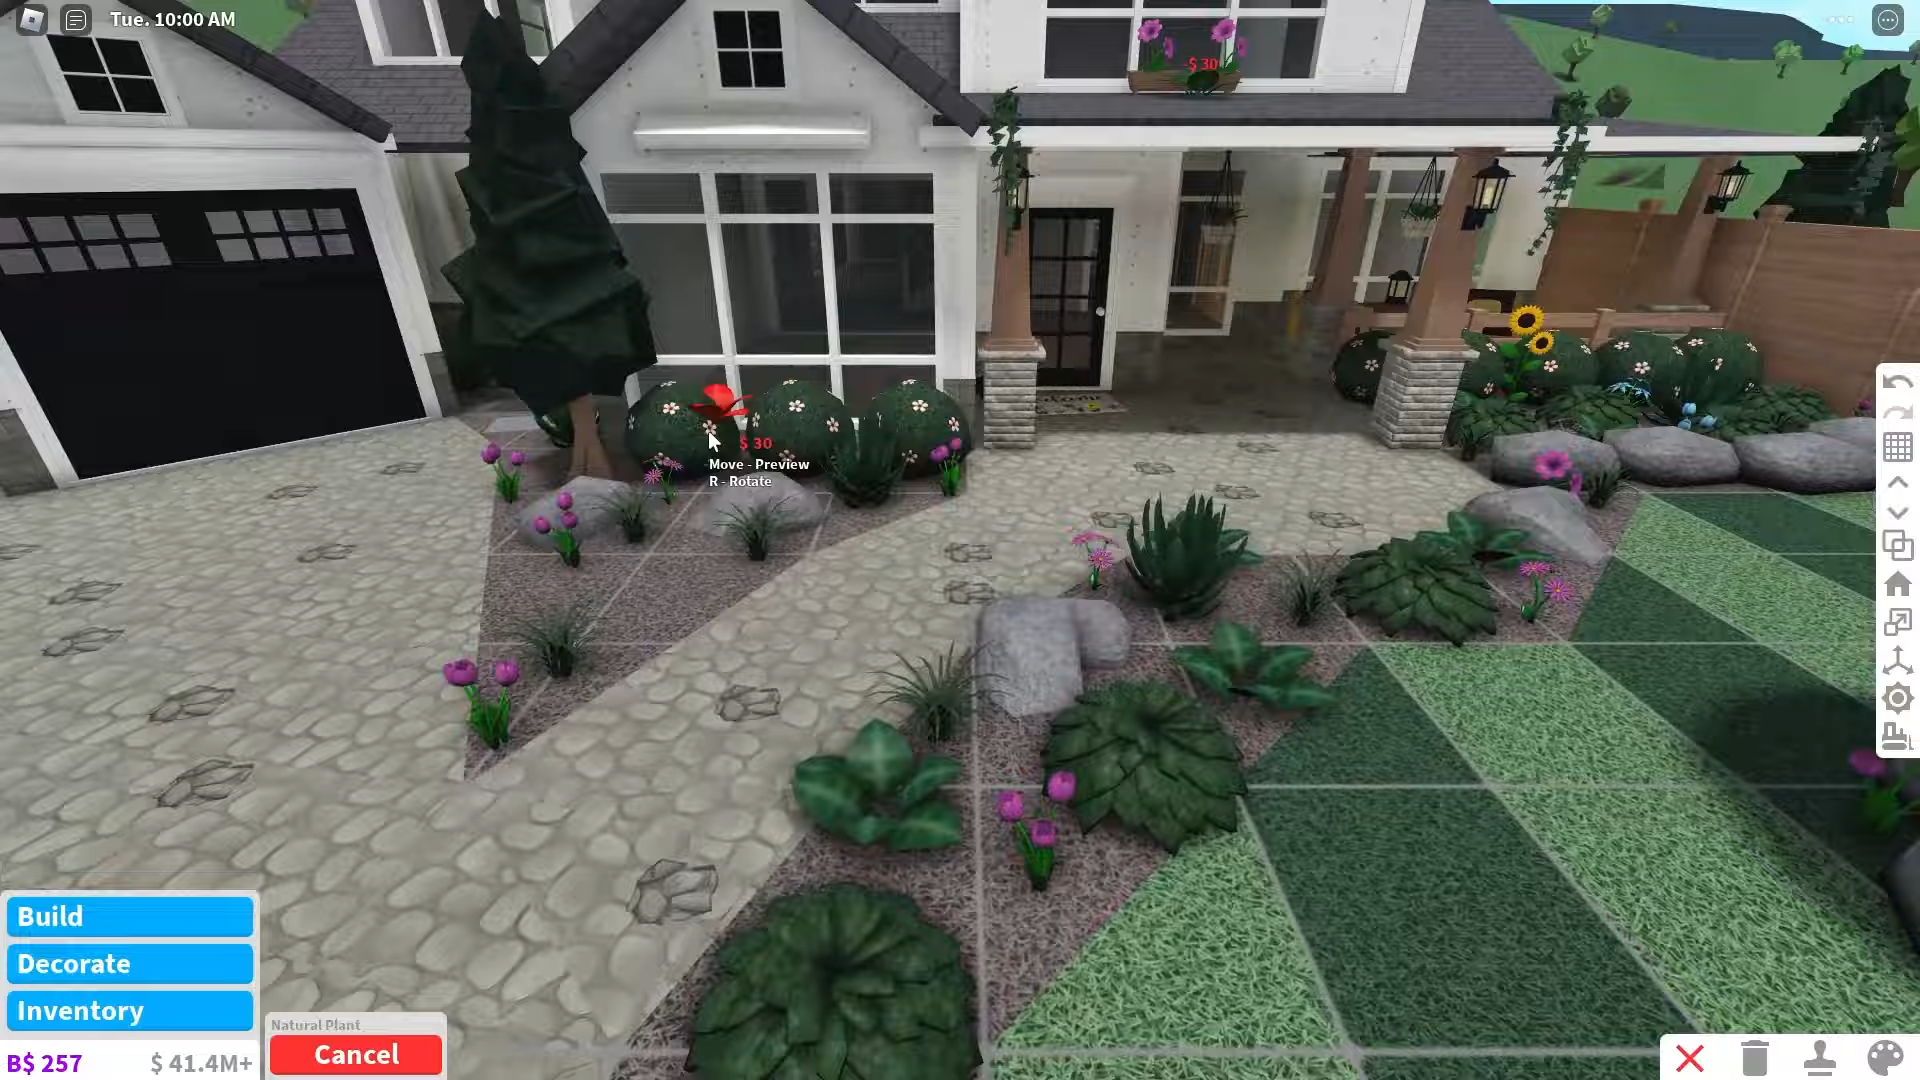 Tue. 10:00 AM
-$ 30
$ 30
Move - Preview
R - Rotate
Build
Decorate
Inventory
Natural Plant
Cancel
B$ 257
$ 41.4M+